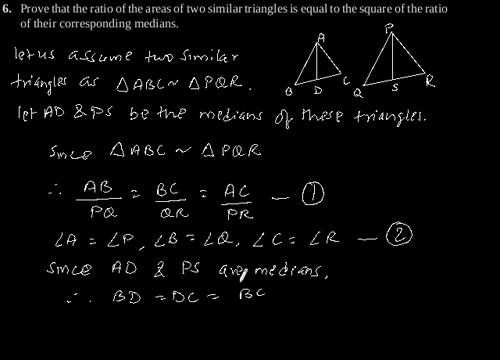 6. Prove that the ratio of the areas of two similar triangles is equal to the square of the ratio
of their corresponding medians.
let us assume two similar
triangles as △ABC ~ △PQR.
A
B D C
P
Q S R
let AD & PS be the medians of these triangles.
Since △ABC ~ △PQR
∴ AB/PQ = BC/QR = AC/PR — ①
∠A = ∠P, ∠B = ∠Q, ∠C = ∠R — ②
Since AD & PS are medians,
∴ BD = DC = BC